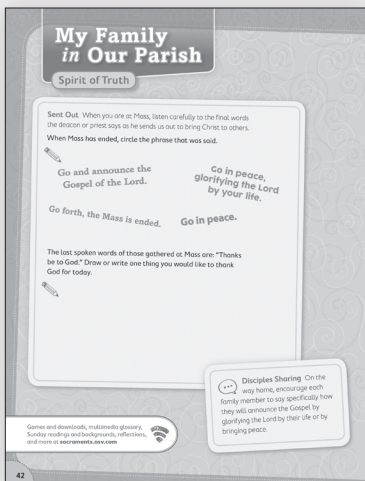 My Family
in Our Parish
Spirit of Truth
Sent Out When you are at Mass, listen carefully to the final words
the deacon or priest says as he sends us out to bring Christ to others.
When Mass has ended, circle the phrase that was said.
Go and announce the
Gospel of the Lord.
Go in peace,
glorifying the Lord
by your life.
Go forth, the Mass is ended.
Go in peace.
The last spoken words of those gathered at Mass are: “Thanks
be to God.” Draw or write one thing you would like to thank
God for today.
Disciples Sharing On the
way home, encourage each
family member to say specifically how
they will announce the Gospel by
glorifying the Lord by their life or by
bringing peace.
Games and downloads, multimedia glossary,
Sunday readings and backgrounds, reflections,
and more at sacraments.osv.com
42